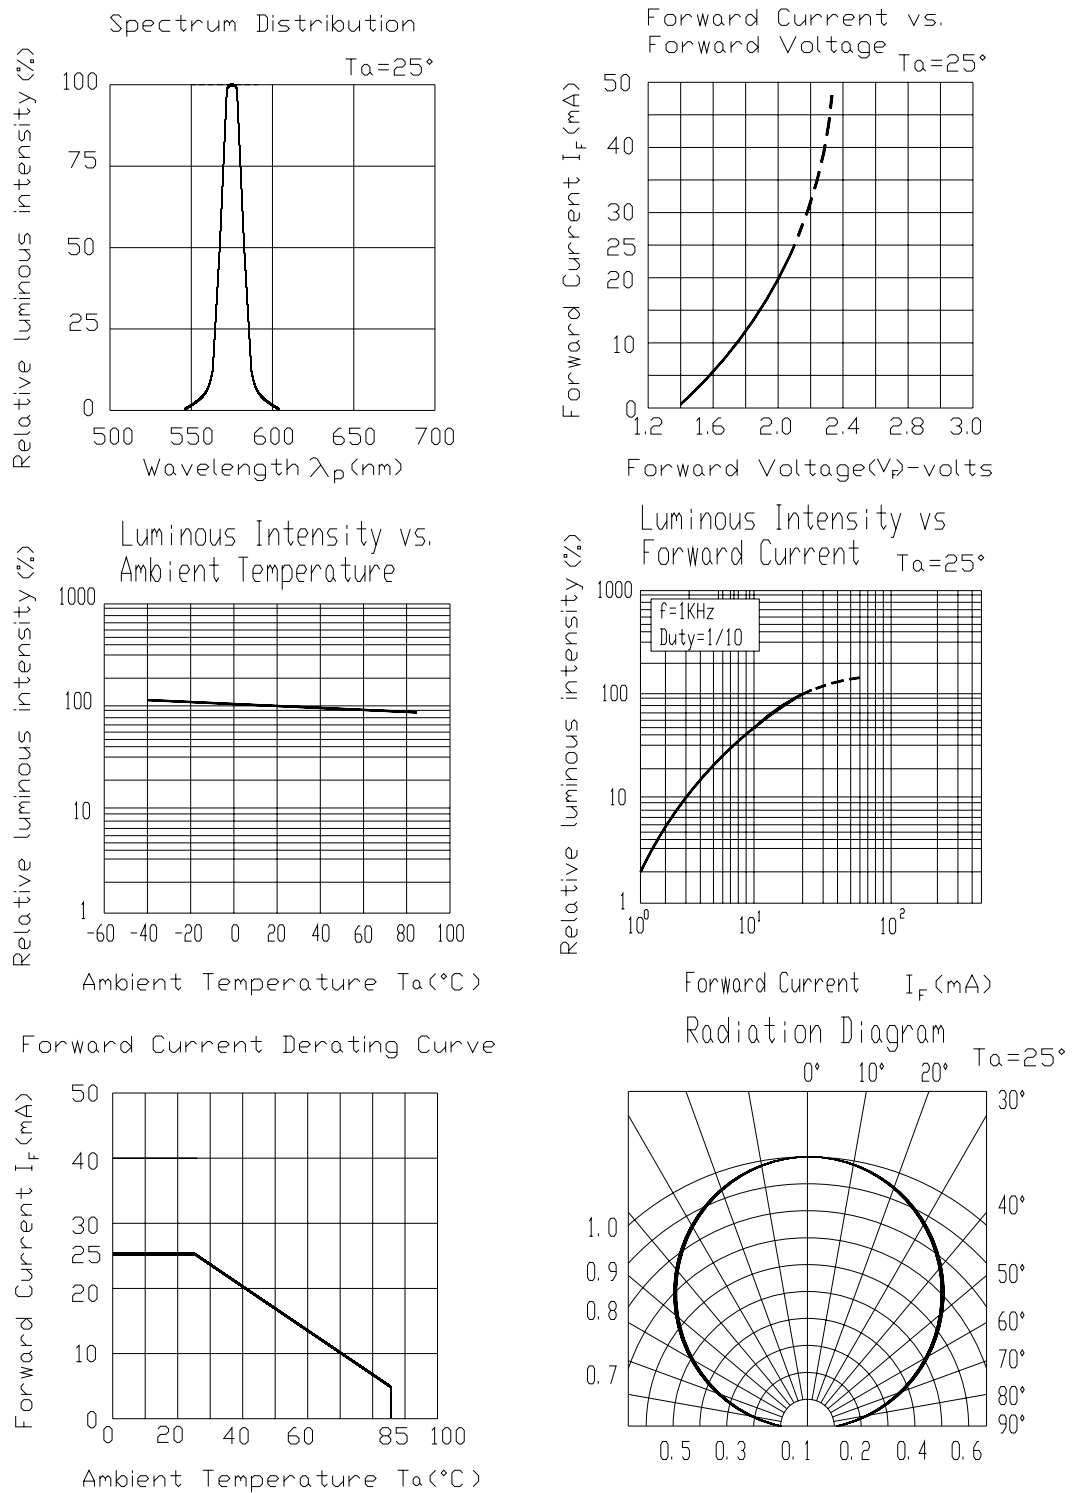 Spectrum Distribution
Ta=25°
Relative luminous intensity (%)
100
75
50
25
0
500 550 600 650 700
Wavelength λp(nm)
Forward Current vs.
Forward Voltage
Ta=25°
Forward Current IF(mA)
50
40
30
25
20
10
0
1.2 1.6 2.0 2.4 2.8 3.0
Forward Voltage(VF)-volts
Luminous Intensity vs.
Ambient Temperature
Relative luminous intensity (%)
1000
100
10
1
-60 -40 -20 0 20 40 60 80 100
Ambient Temperature Ta(°C)
Luminous Intensity vs
Forward Current
Ta=25°
Relative luminous intensity (%)
1000
f=1KHz
Duty=1/10
100
10
1
10⁰ 10¹ 10²
Forward Current IF(mA)
Forward Current Derating Curve
Forward Current IF(mA)
50
40
30
25
20
10
0
0 20 40 60 85 100
Ambient Temperature Ta(°C)
Radiation Diagram
Ta=25°
0° 10° 20°
30°
40°
50°
60°
70°
80°
90°
1.0
0.9
0.8
0.7
0.5 0.3 0.1 0.2 0.4 0.6